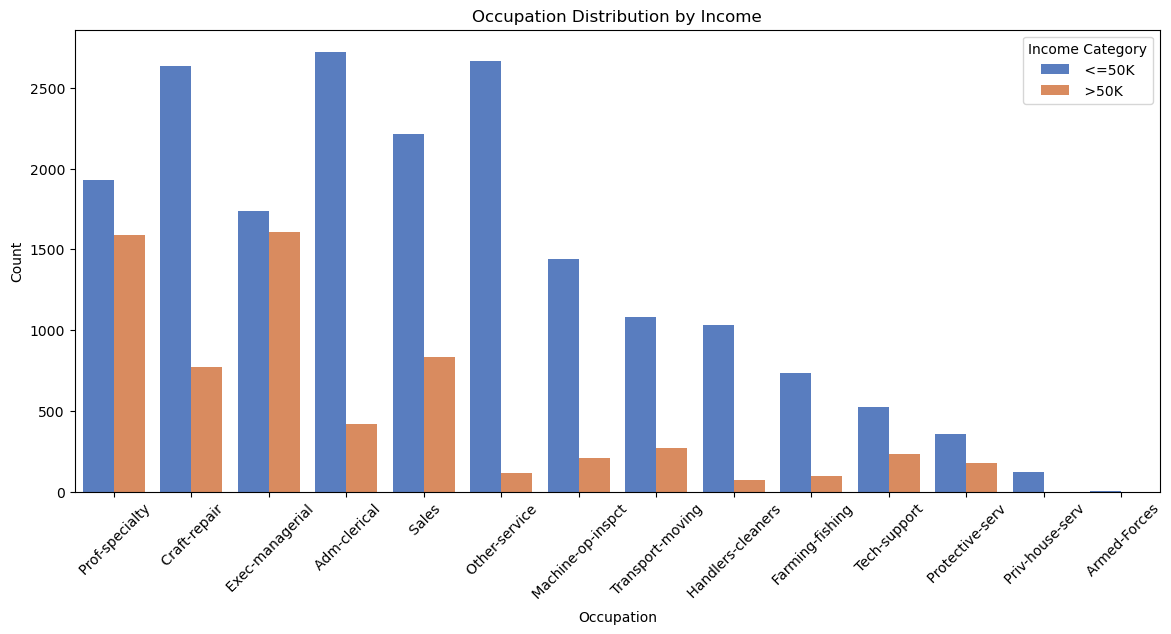 Occupation Distribution by Income
Income Category
<=50K
>50K
Count
2500
2000
1500
1000
500
0
Prof-specialty
Craft-repair
Exec-managerial
Adm-clerical
Sales
Other-service
Machine-op-inspct
Transport-moving
Handlers-cleaners
Farming-fishing
Tech-support
Protective-serv
Priv-house-serv
Armed-Forces
Occupation